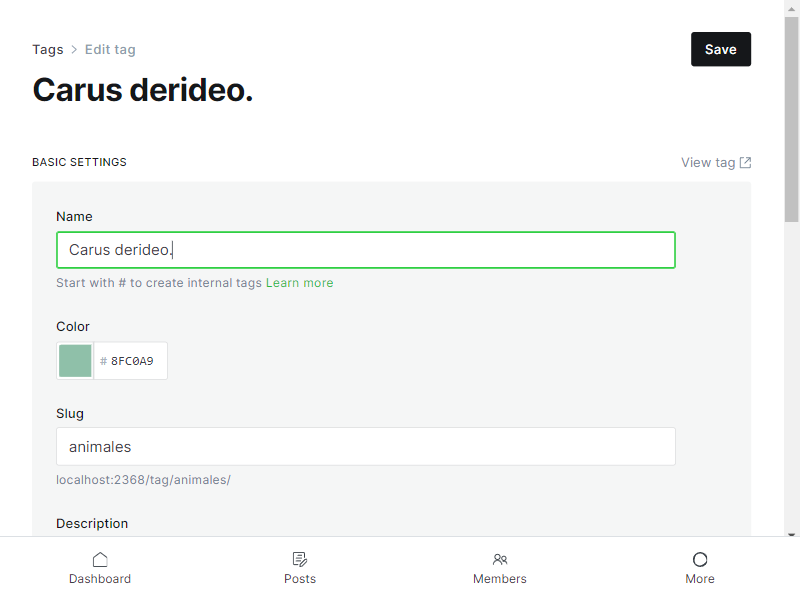 Tags > Edit tag
Save
Carus derideo.
BASIC SETTINGS
View tag
Name
Carus derideo.
Start with # to create internal tags Learn more
Color
# 8FC0A9
Slug
animales
localhost:2368/tag/animales/
Description
Dashboard
Posts
Members
More